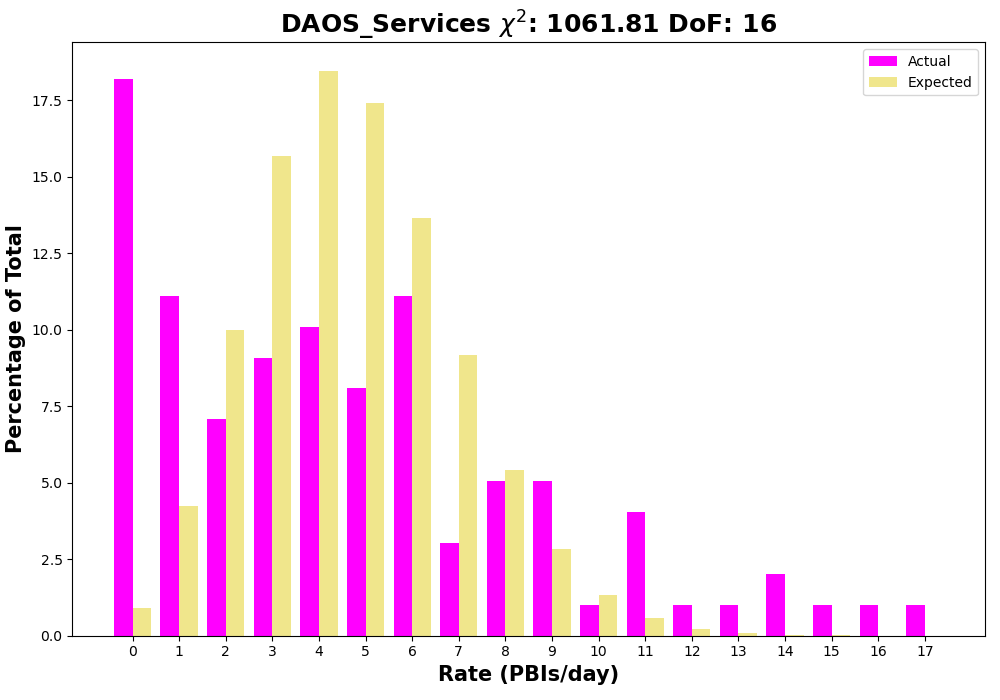 DAOS_Services χ²: 1061.81 DoF: 16
Actual
Expected
17.5
15.0
12.5
10.0
7.5
5.0
2.5
0.0
Percentage of Total
0 1 2 3 4 5 6 7 8 9 10 11 12 13 14 15 16 17
Rate (PBIs/day)